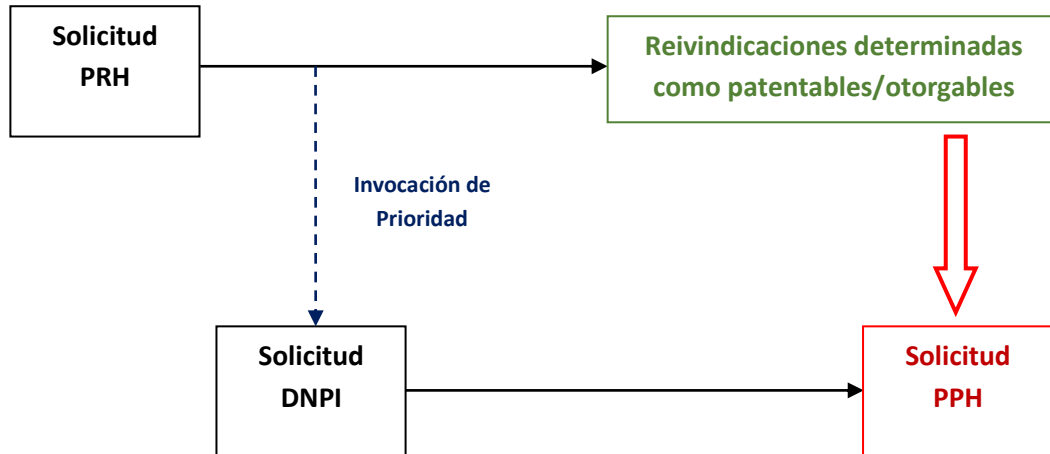 Solicitud
PRH
Reivindicaciones determinadas
como patentables/otorgables
Invocación de
Prioridad
Solicitud
DNPI
Solicitud
PPH